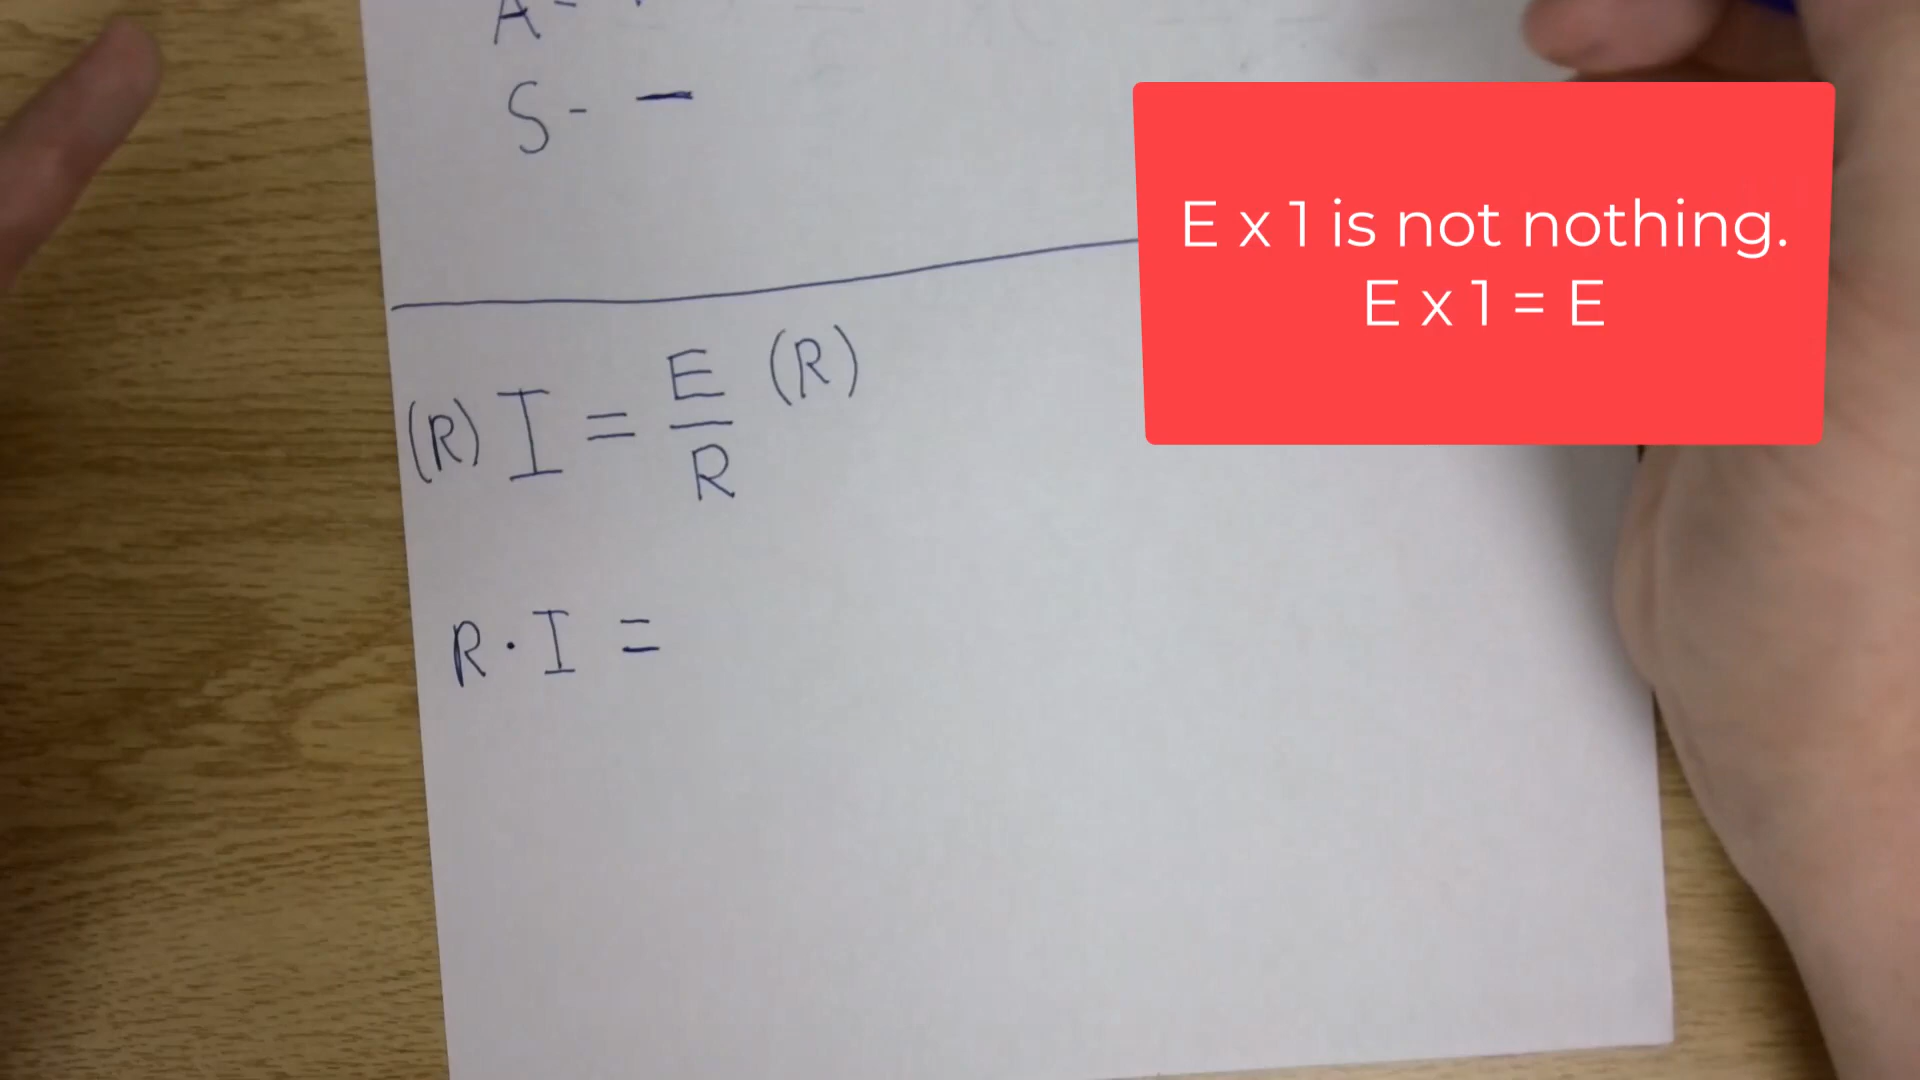 A -
S - -
E x 1 is not nothing.
E x 1 = E
(R) I = E/R (R)
R · I =